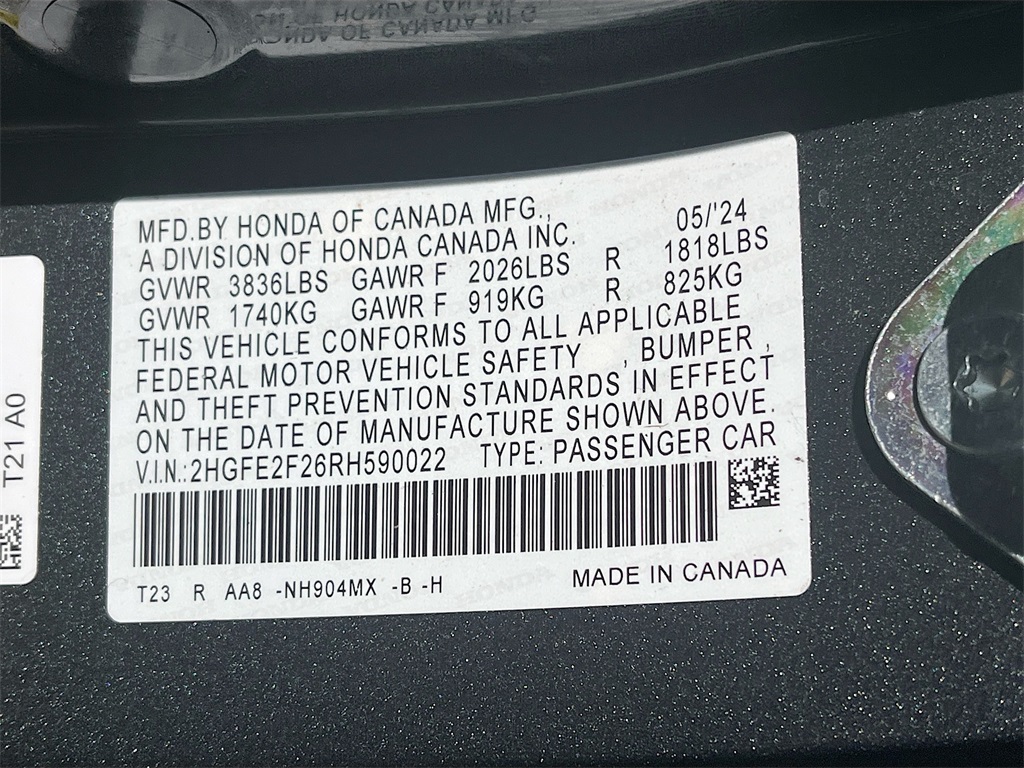 MFD.BY HONDA OF CANADA MFG.,
A DIVISION OF HONDA CANADA INC. 05/'24
GVWR 3836LBS GAWR F 2026LBS R 1818LBS
GVWR 1740KG GAWR F 919KG R 825KG
THIS VEHICLE CONFORMS TO ALL APPLICABLE
FEDERAL MOTOR VEHICLE SAFETY , BUMPER ,
AND THEFT PREVENTION STANDARDS IN EFFECT
ON THE DATE OF MANUFACTURE SHOWN ABOVE.
V.I.N.:2HGFE2F26RH590022 TYPE: PASSENGER CAR
T23 R AA8 -NH904MX -B -H MADE IN CANADA
T21 A0